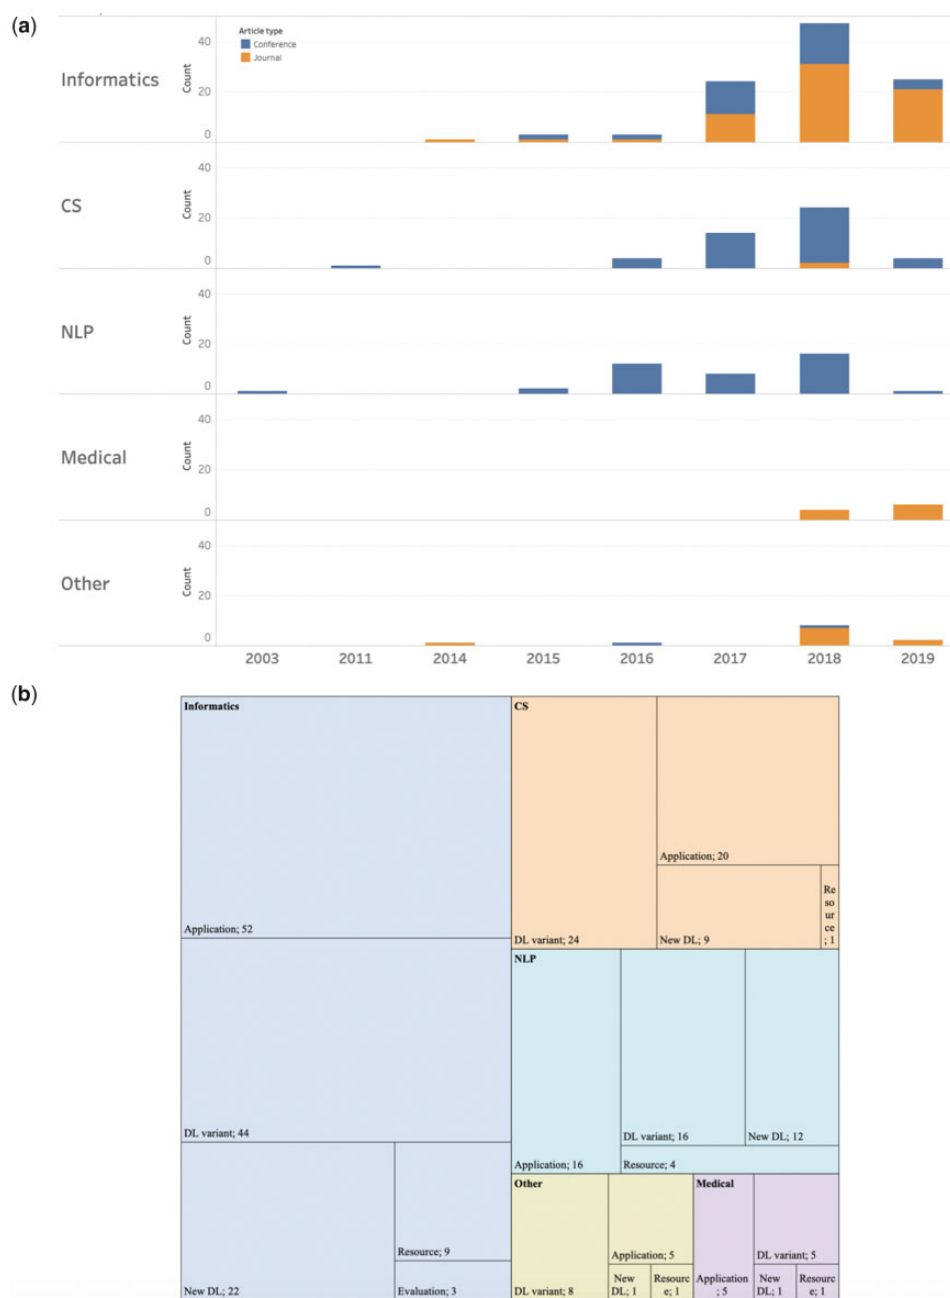 (a)
Article type
Conference
Journal
Informatics
Count
40
20
0
CS
Count
40
20
0
NLP
Count
40
20
0
Medical
Count
40
20
0
Other
Count
40
20
0
2003 2011 2014 2015 2016 2017 2018 2019
(b)
Informatics
Application; 52
DL variant; 44
New DL; 22
Resource; 9
Evaluation; 3
CS
DL variant; 24
Application; 20
New DL; 9
Re
so
ur
ce
; 1
NLP
Application; 16
DL variant; 16
New DL; 12
Resource; 4
Other
DL variant; 8
Application; 5
New
DL; 1
Resourc
e; 1
Medical
Application
; 5
DL variant; 5
New
DL; 1
Resourc
e; 1